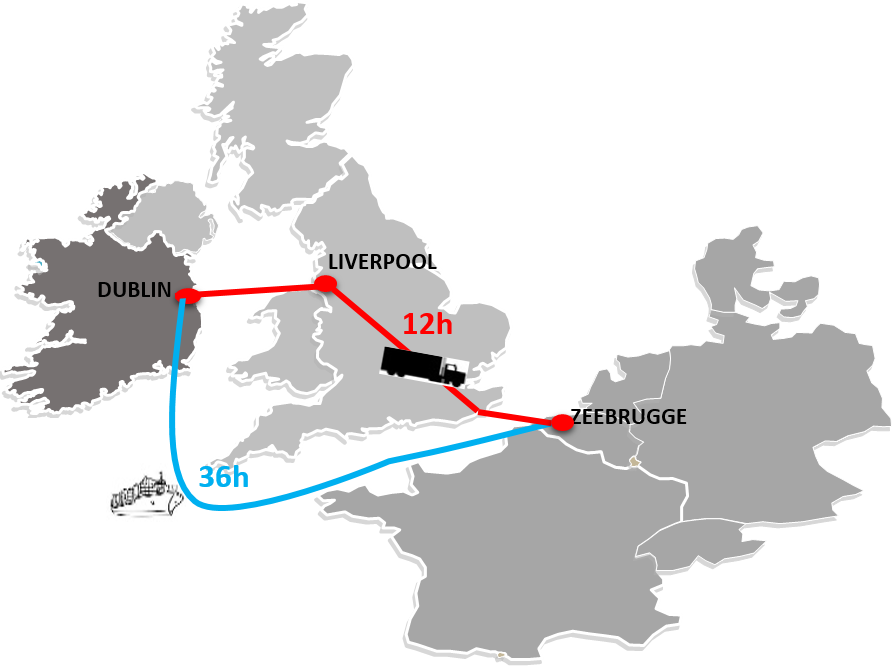 LIVERPOOL
DUBLIN
12h
ZEEBRUGGE
36h